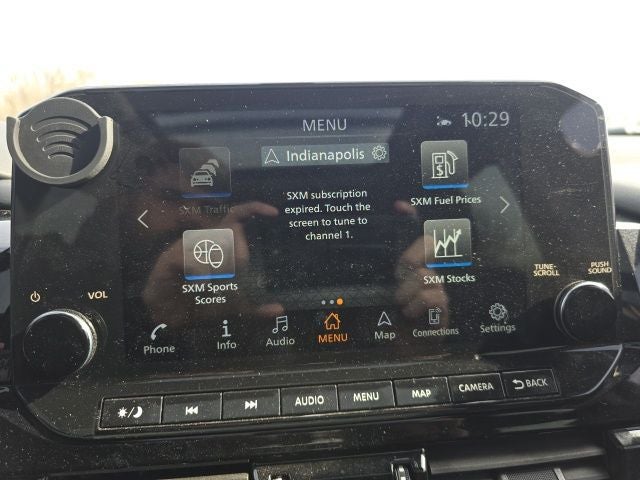 MENU
10:29
Indianapolis
SXM Traffic
SXM subscription
expired. Touch the
screen to tune to
channel 1.
SXM Fuel Prices
SXM Sports
Scores
SXM Stocks
VOL
TUNE-
SCROLL
PUSH
SOUND
Phone
Info
Audio
MENU
Map
Connections
Settings
AUDIO
MENU
MAP
CAMERA
BACK